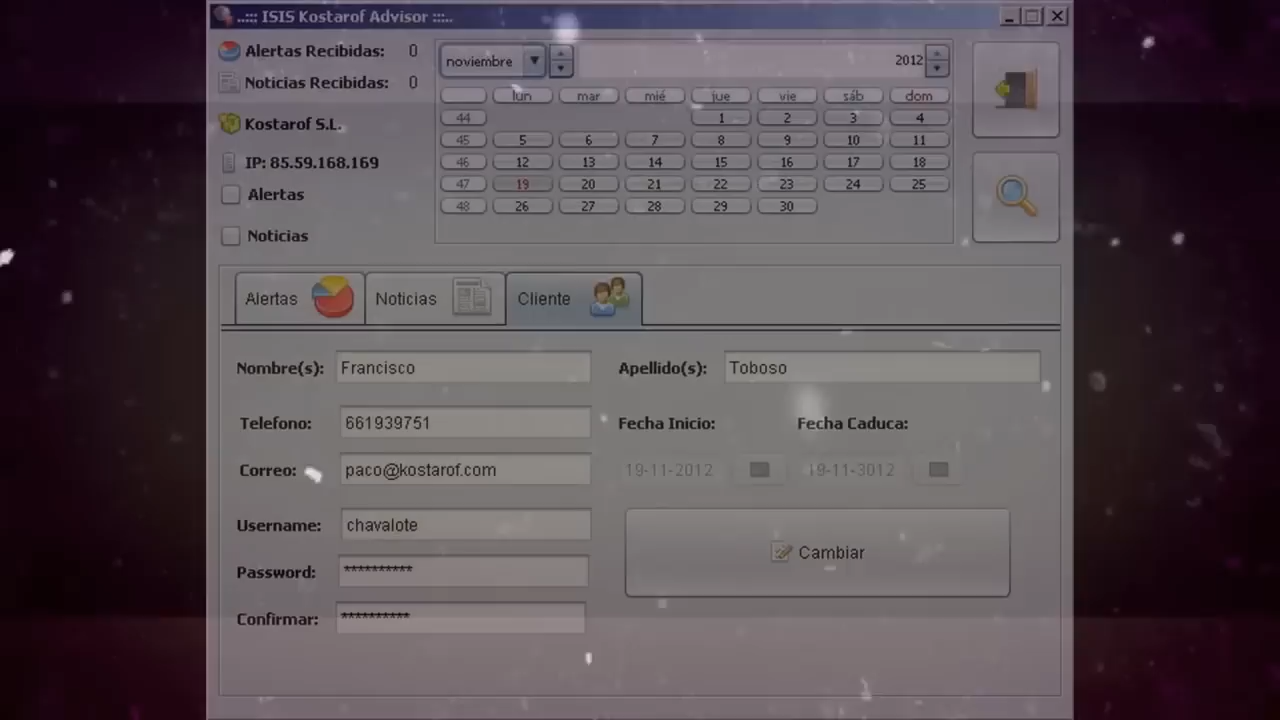 ..::: ISIS Kostarof Advisor :::..
Alertas Recibidas: 0
Noticias Recibidas: 0
Kostarof S.L.
IP: 85.59.168.169
Alertas
Noticias
noviembre 2012
lun mar mié jue vie sáb dom
44 1 2 3 4
45 5 6 7 8 9 10 11
46 12 13 14 15 16 17 18
47 19 20 21 22 23 24 25
48 26 27 28 29 30
Alertas Noticias Cliente
Nombre(s): Francisco Apellido(s): Toboso
Telefono: 661939751 Fecha Inicio: Fecha Caduca:
Correo: paco@kostarof.com 19-11-2012 19-11-3012
Username: chavalote
Cambiar
Password: **********
Confirmar: **********